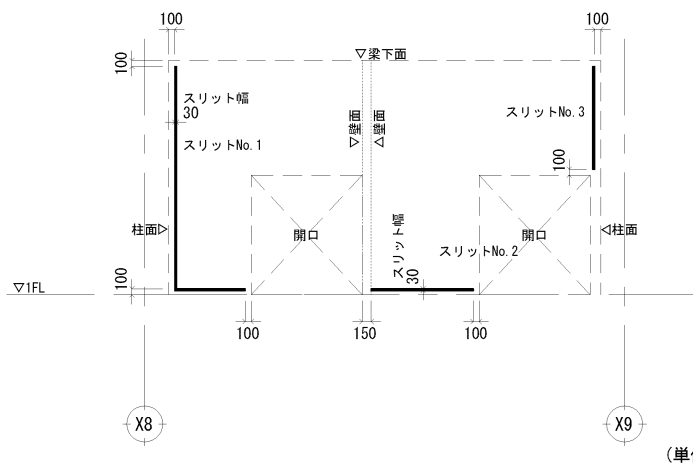 100
100
▽梁下面
100
スリット幅
30
▽壁面
△壁面
スリットNo.3
スリットNo.1
100
柱面▷
開口
スリット幅
30
スリットNo.2
開口
◁柱面
100
▽1FL
100
150
100
X8
X9
(単